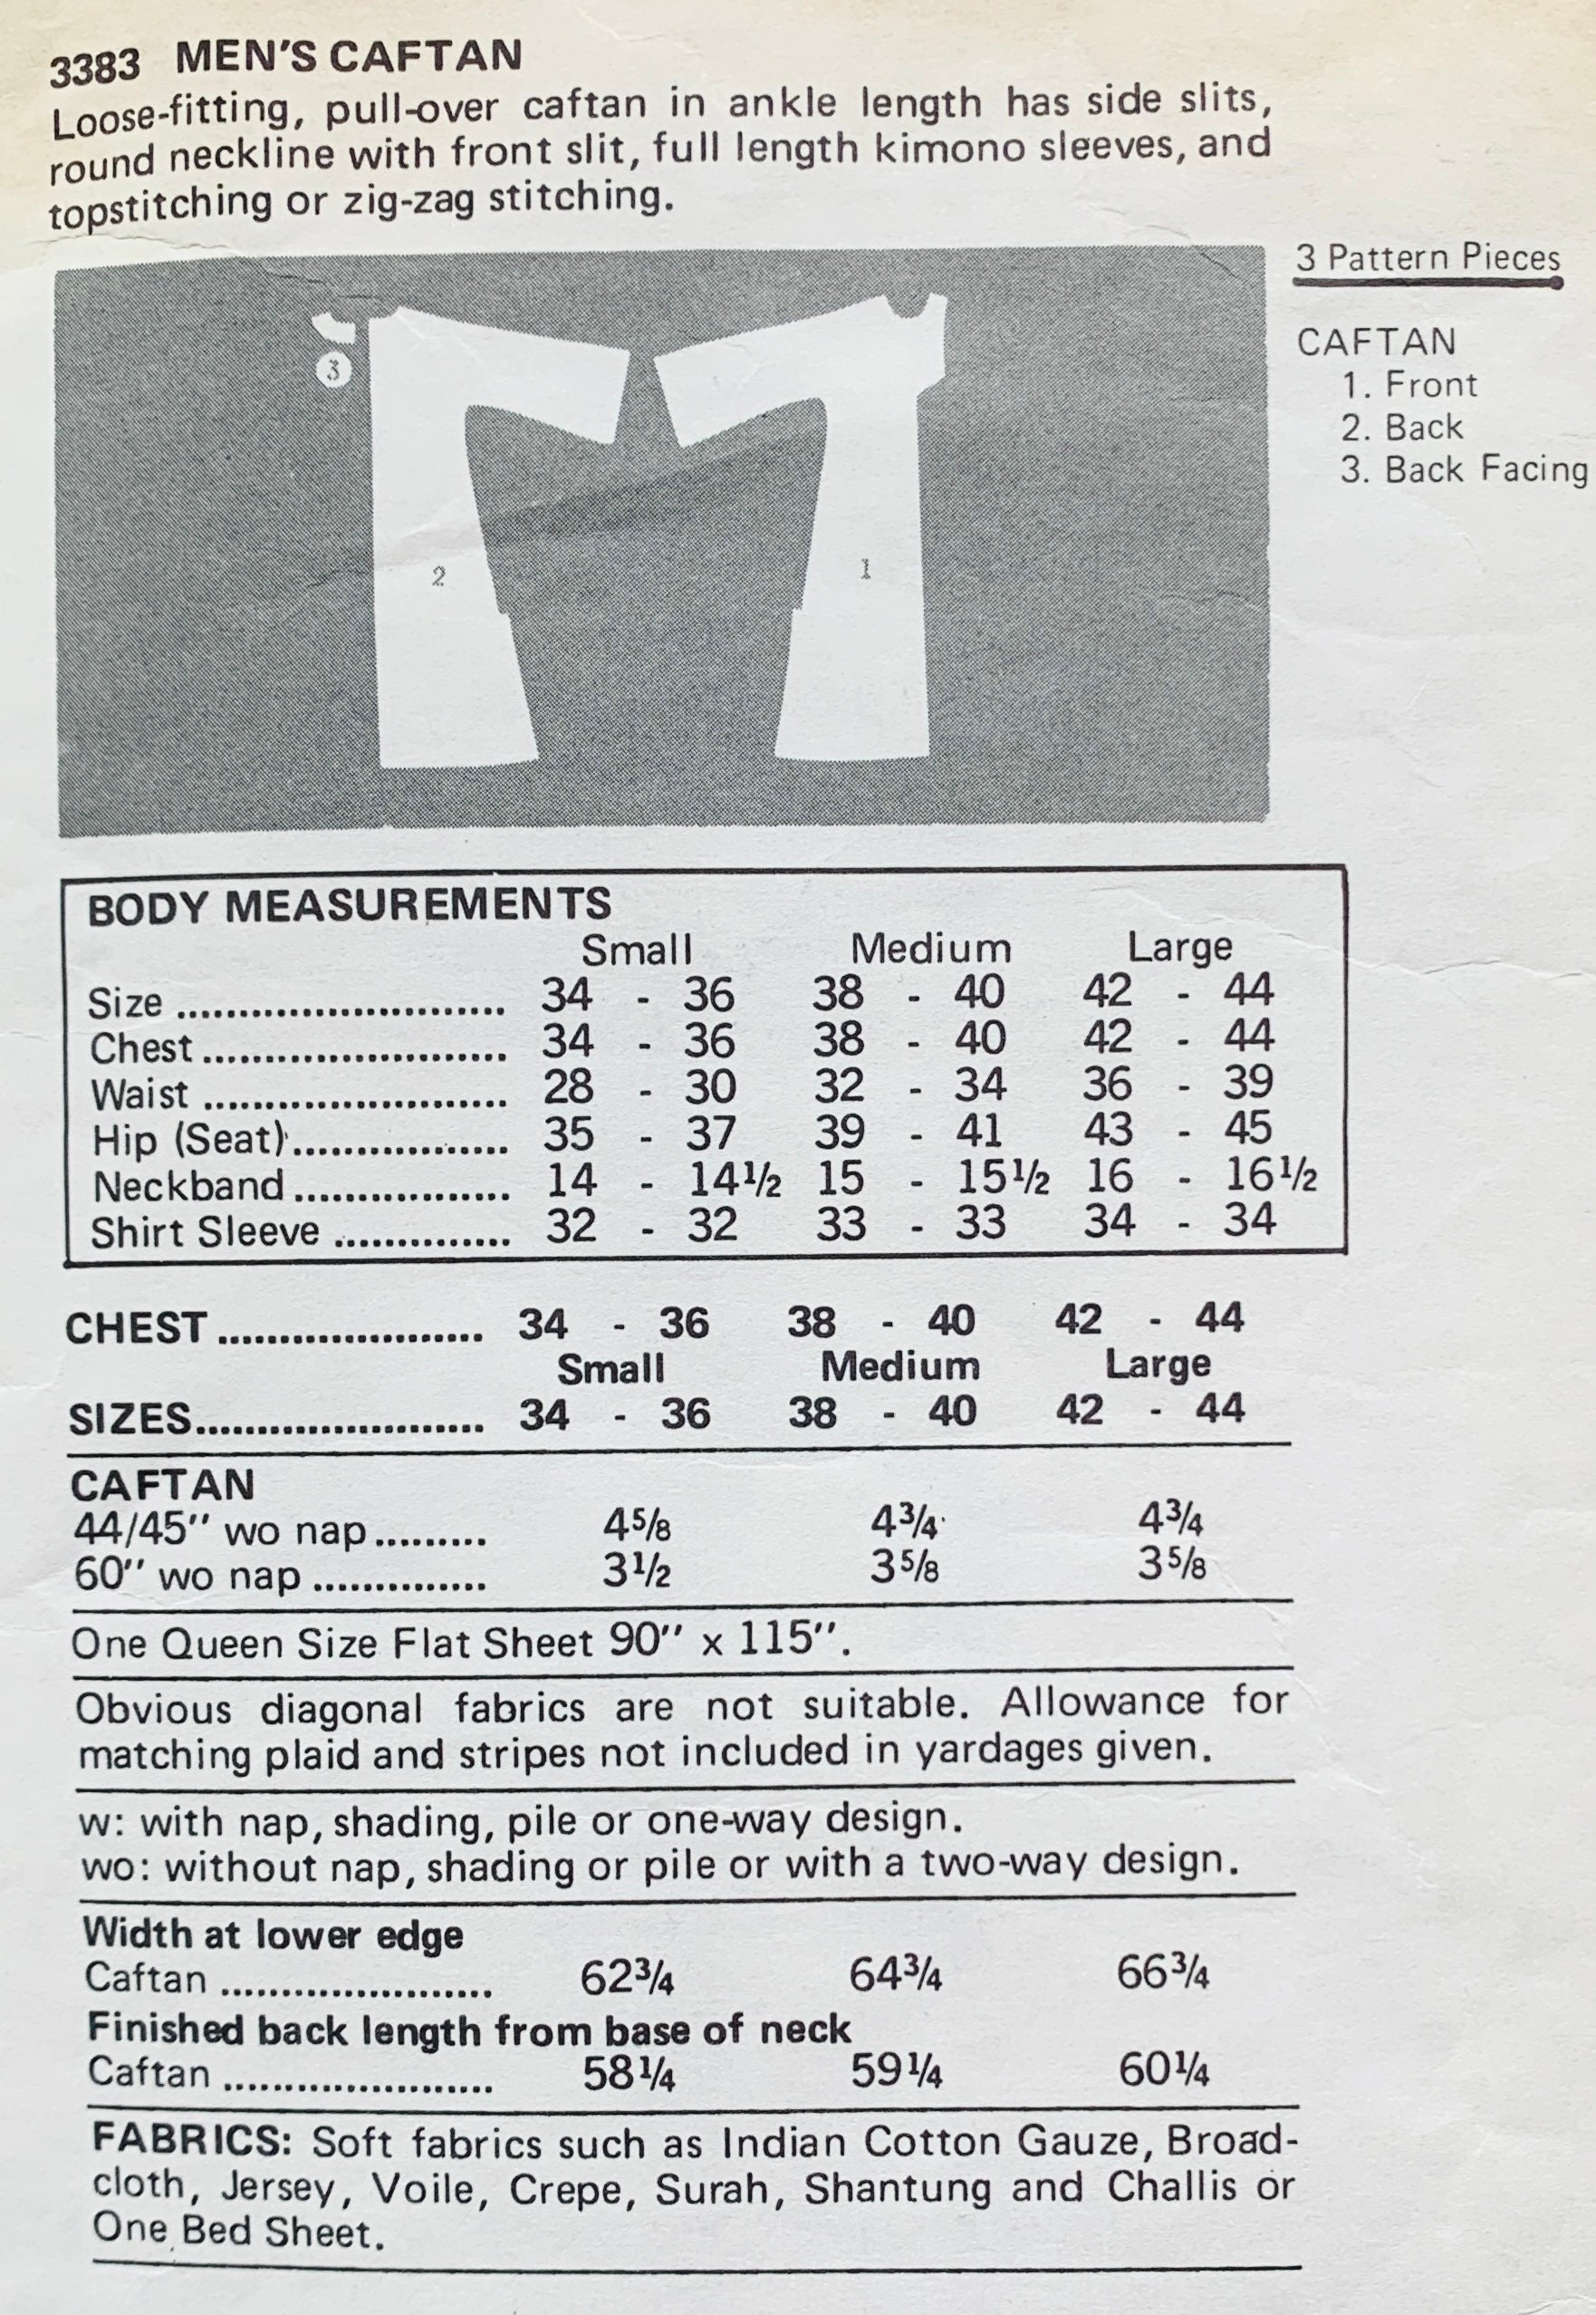 3383 MEN'S CAFTAN
Loose-fitting, pull-over caftan in ankle length has side slits,
round neckline with front slit, full length kimono sleeves, and
topstitching or zig-zag stitching.
3 Pattern Pieces
CAFTAN
1. Front
2. Back
3. Back Facing
3
2
1
BODY MEASUREMENTS
Small Medium Large
Size .......................... 34 - 36 38 - 40 42 - 44
Chest ........................ 34 - 36 38 - 40 42 - 44
Waist ........................ 28 - 30 32 - 34 36 - 39
Hip (Seat) ................. 35 - 37 39 - 41 43 - 45
Neckband ................. 14 - 14½ 15 - 15½ 16 - 16½
Shirt Sleeve .............. 32 - 32 33 - 33 34 - 34
CHEST ..................... 34 - 36 38 - 40 42 - 44
Small Medium Large
SIZES ....................... 34 - 36 38 - 40 42 - 44
CAFTAN
44/45" wo nap ......... 4⅝ 4¾ 4¾
60" wo nap .............. 3½ 3⅝ 3⅝
One Queen Size Flat Sheet 90" x 115".
Obvious diagonal fabrics are not suitable. Allowance for
matching plaid and stripes not included in yardages given.
w: with nap, shading, pile or one-way design.
wo: without nap, shading or pile or with a two-way design.
Width at lower edge
Caftan ...................... 62¾ 64¾ 66¾
Finished back length from base of neck
Caftan ...................... 58¼ 59¼ 60¼
FABRICS: Soft fabrics such as Indian Cotton Gauze, Broad-
cloth, Jersey, Voile, Crepe, Surah, Shantung and Challis or
One Bed Sheet.